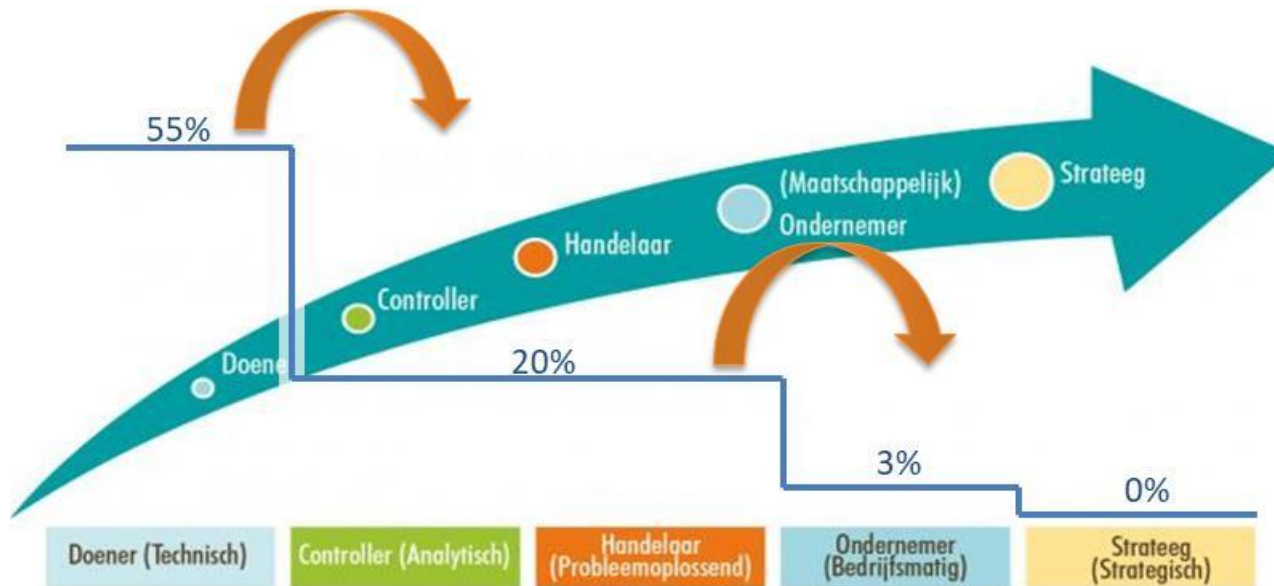 55%
(Maatschappelijk)
Ondernemer
Strateeg
Handelaar
Controller
Doene
20%
3%
0%
Doener (Technisch)
Controller (Analytisch)
Handelaar
(Probleemoplossend)
Ondernemer
(Bedrijfsmatig)
Strateeg
(Strategisch)